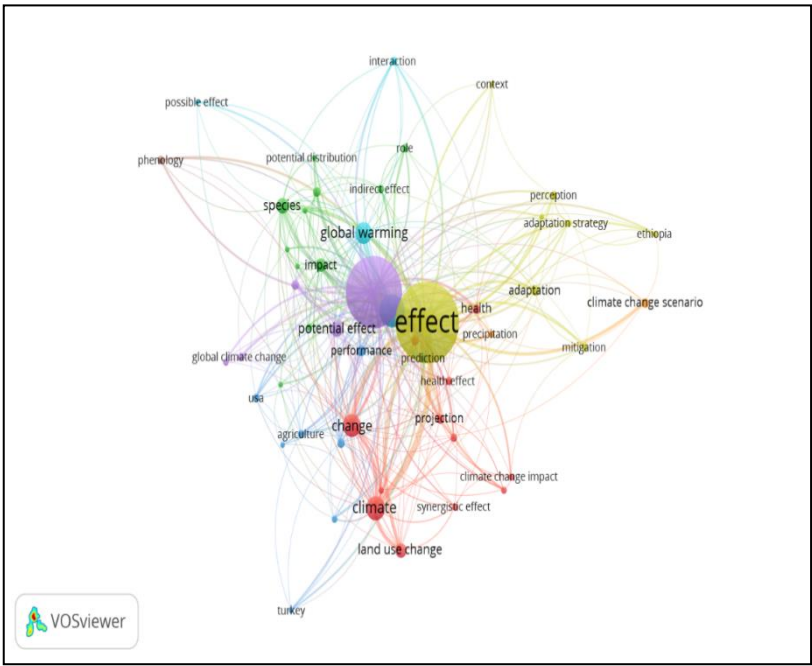 interaction
context
possible effect
role
phenology
potential distribution
indirect effect
perception
species
adaptation strategy
global warming
ethiopia
impact
adaptation
climate change scenario
health
effect
potential effect
precipitation
performance
mitigation
global climate change
prediction
health effect
usa
projection
change
agriculture
climate change impact
climate
synergistic effect
land use change
turkey
VOSviewer